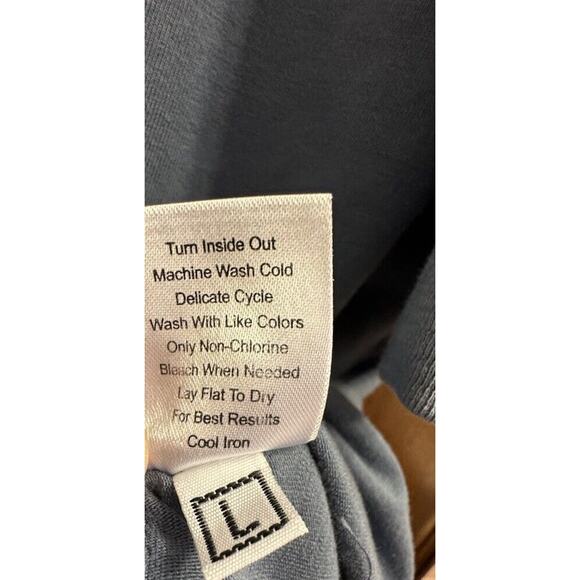 Turn Inside Out
Machine Wash Cold
Delicate Cycle
Wash With Like Colors
Only Non-Chlorine
Bleach When Needed
Lay Flat To Dry
For Best Results
Cool Iron
L